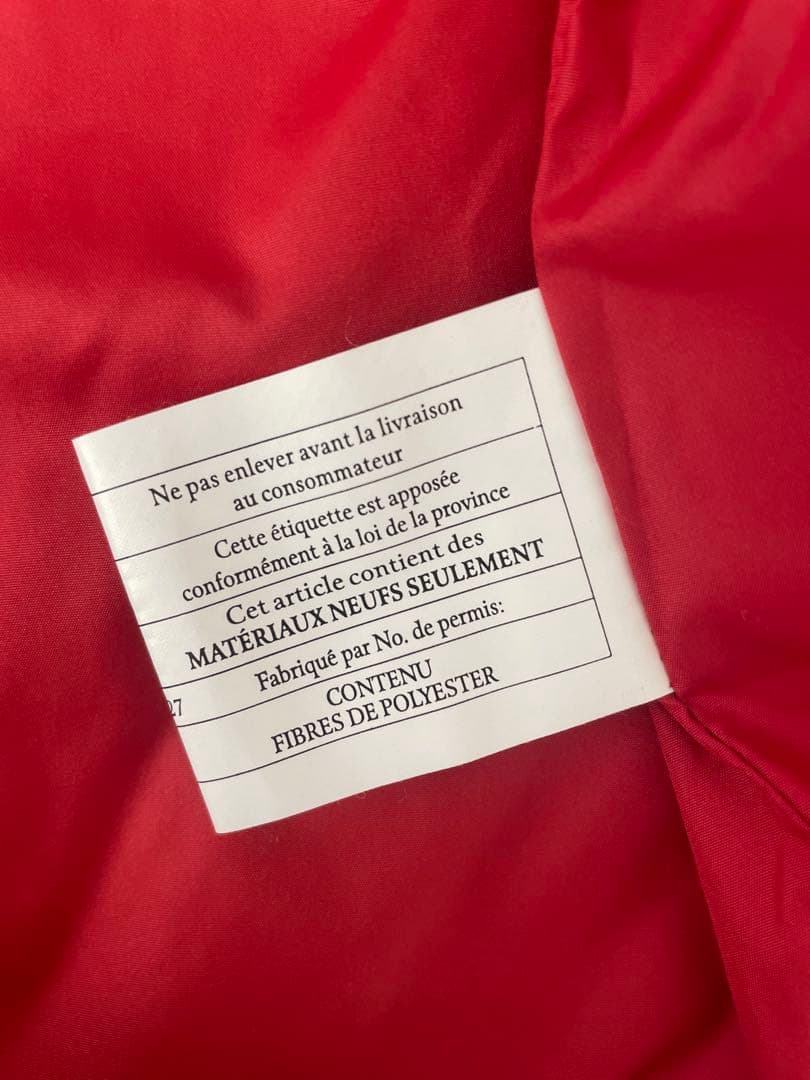 Ne pas enlever avant la livraison
au consommateur
Cette étiquette est apposée
conformément à la loi de la province
Cet article contient des
MATÉRIAUX NEUFS SEULEMENT
Fabriqué par No. de permis:
27
CONTENU
FIBRES DE POLYESTER